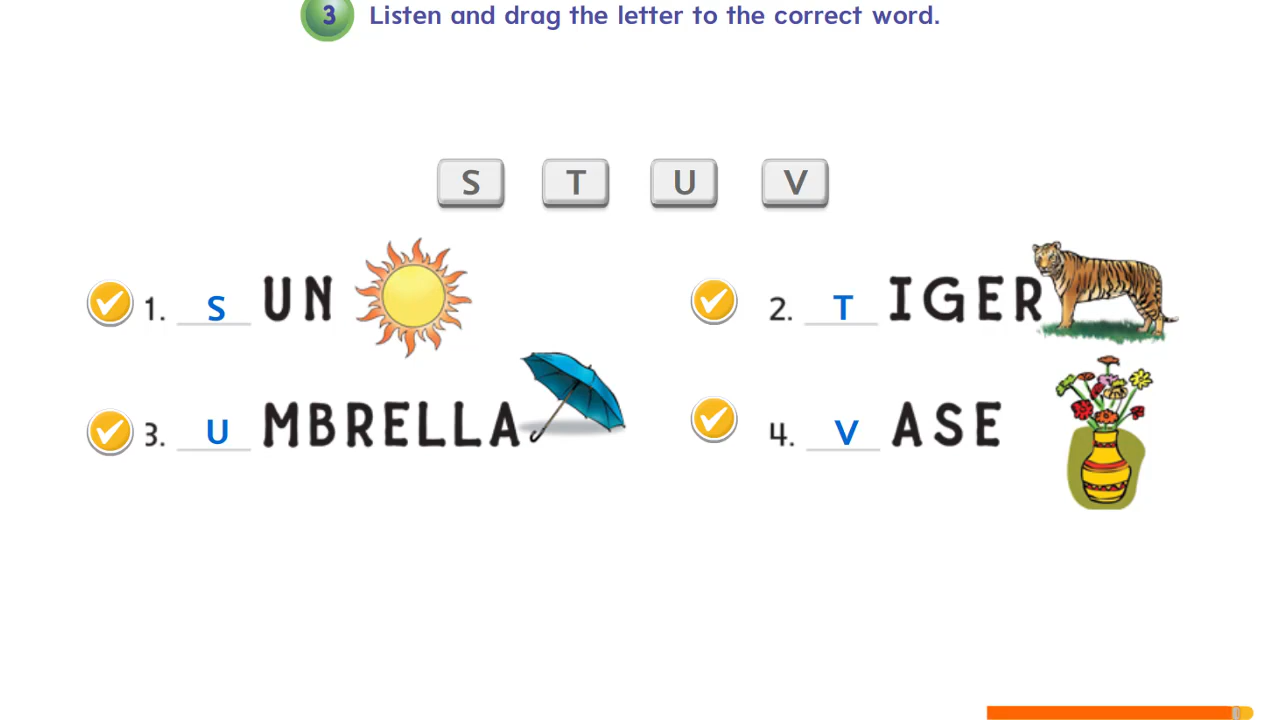 3 Listen and drag the letter to the correct word.
S T U V
1. S UN
2. T IGER
3. U MBRELLA
4. V ASE